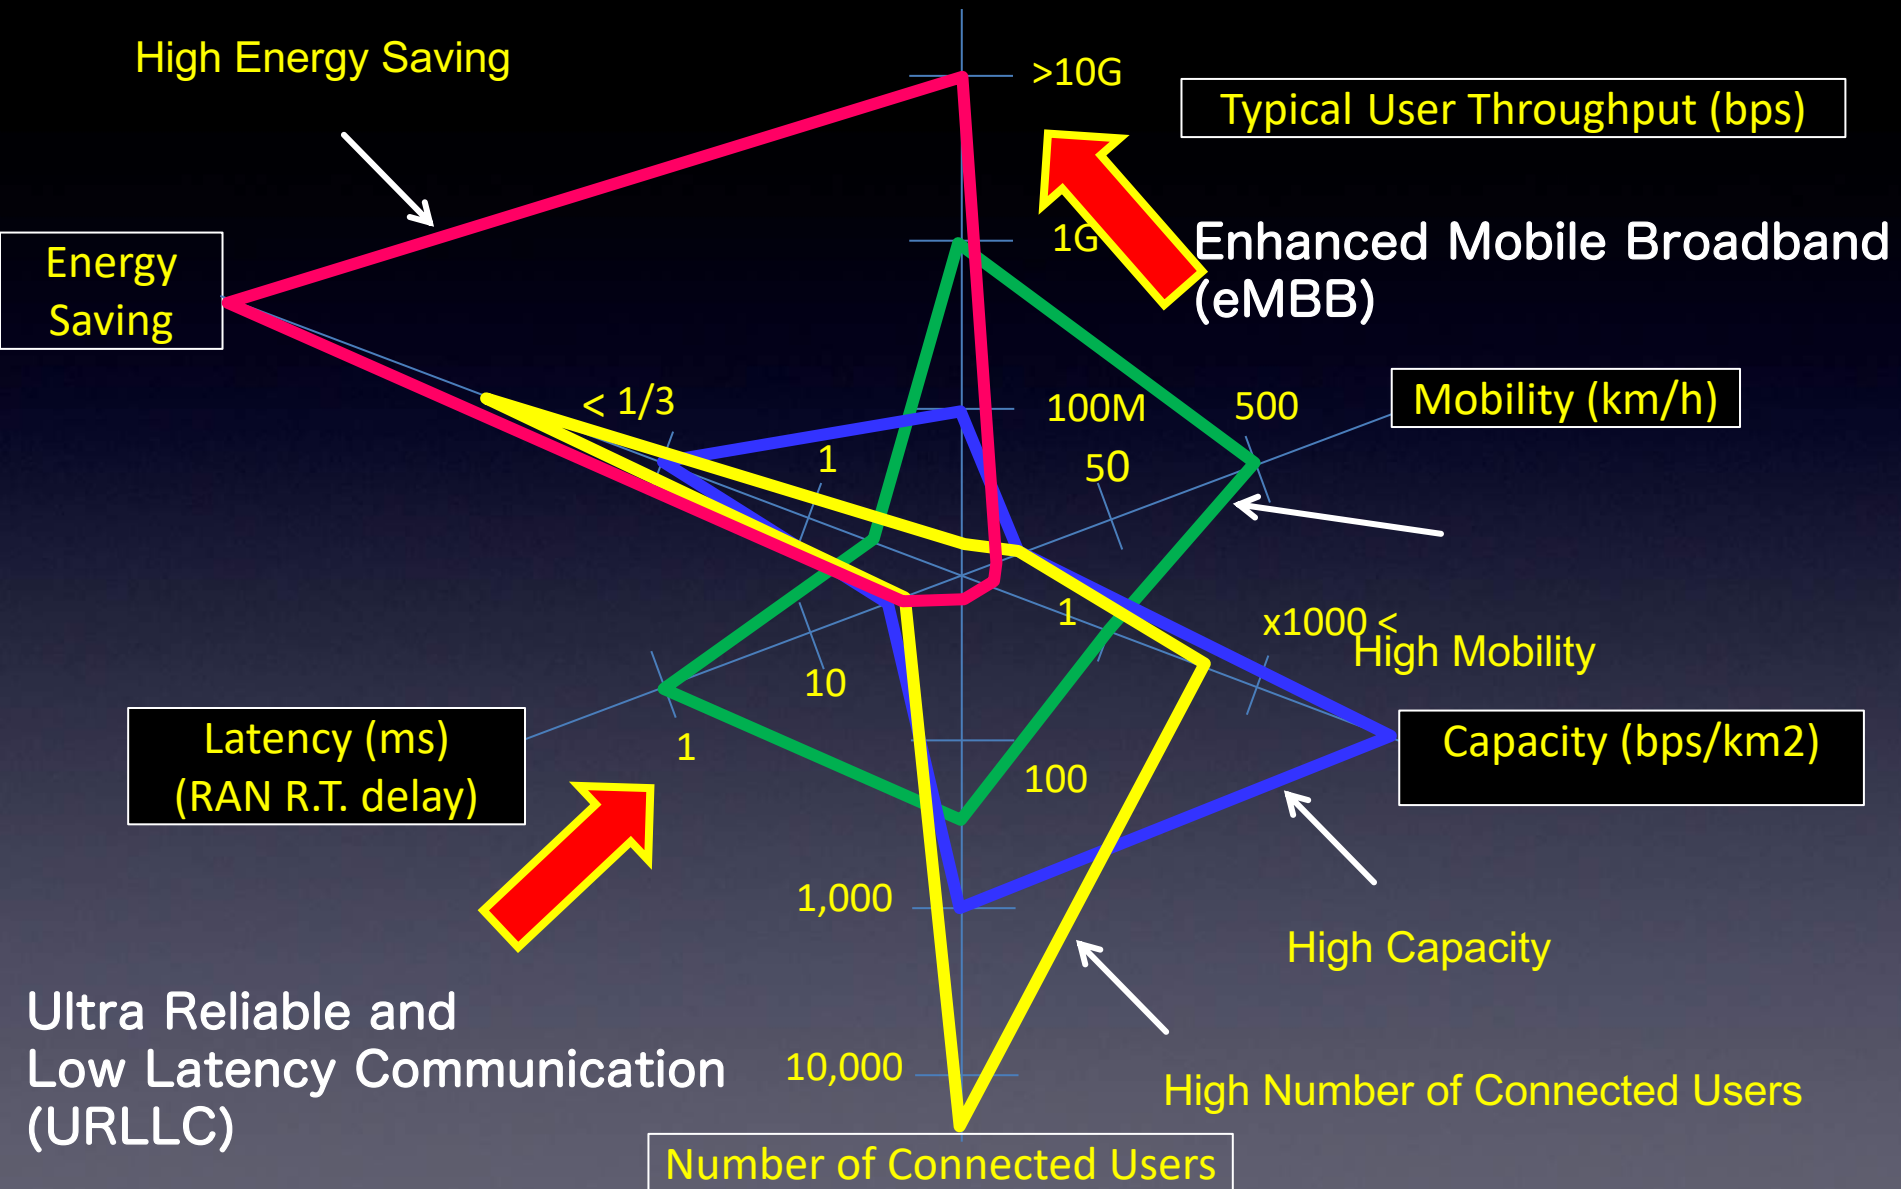 High Energy Saving
>10G
Typical User Throughput (bps)
1G
Enhanced Mobile Broadband
(eMBB)
Energy
Saving
< 1/3
1
100M
50
500
Mobility (km/h)
1
x1000 <
High Mobility
10
1
Latency (ms)
(RAN R.T. delay)
100
Capacity (bps/km2)
1,000
High Capacity
Ultra Reliable and
Low Latency Communication
(URLLC)
10,000
High Number of Connected Users
Number of Connected Users